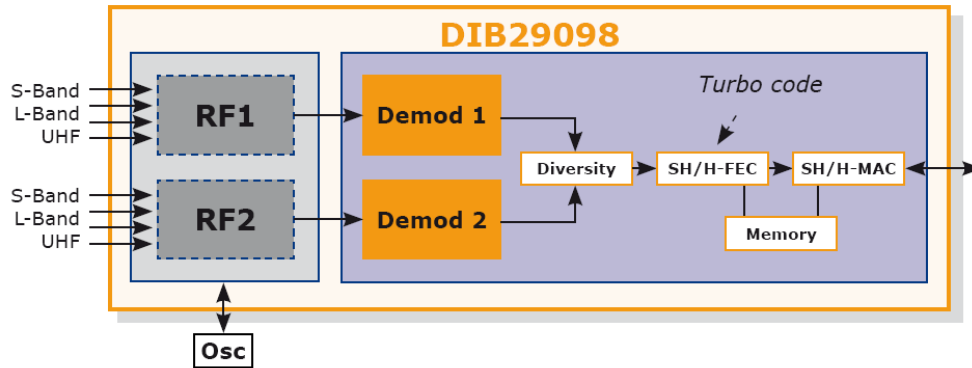 DIB29098
S-Band
L-Band
UHF
RF1
Demod 1
Turbo code
Diversity
SH/H-FEC
SH/H-MAC
S-Band
L-Band
UHF
RF2
Demod 2
Memory
Osc